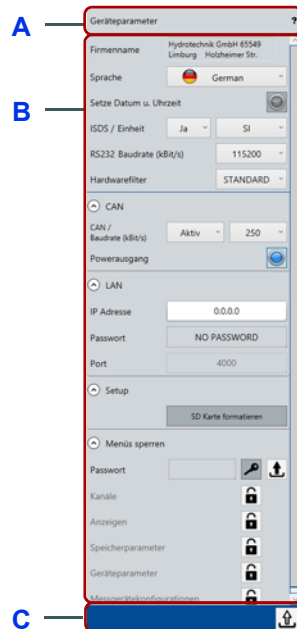 A
Geräteparameter ?
Firmenname Hydrotechnik GmbH 65549
Limburg Holzheimer Str.
Sprache German
B
Setze Datum u. Uhrzeit
ISDS / Einheit Ja SI
RS232 Baudrate (kBit/s) 115200
Hardwarefilter STANDARD
CAN
CAN /
Baudrate (kBit/s) Aktiv 250
Powerausgang
LAN
IP Adresse 0.0.0.0
Passwort NO PASSWORD
Port 4000
Setup
SD Karte formatieren
Menüs sperren
Passwort
Kanäle
Anzeigen
Speicherparameter
Geräteparameter
Messgerätekonfigurationen
C